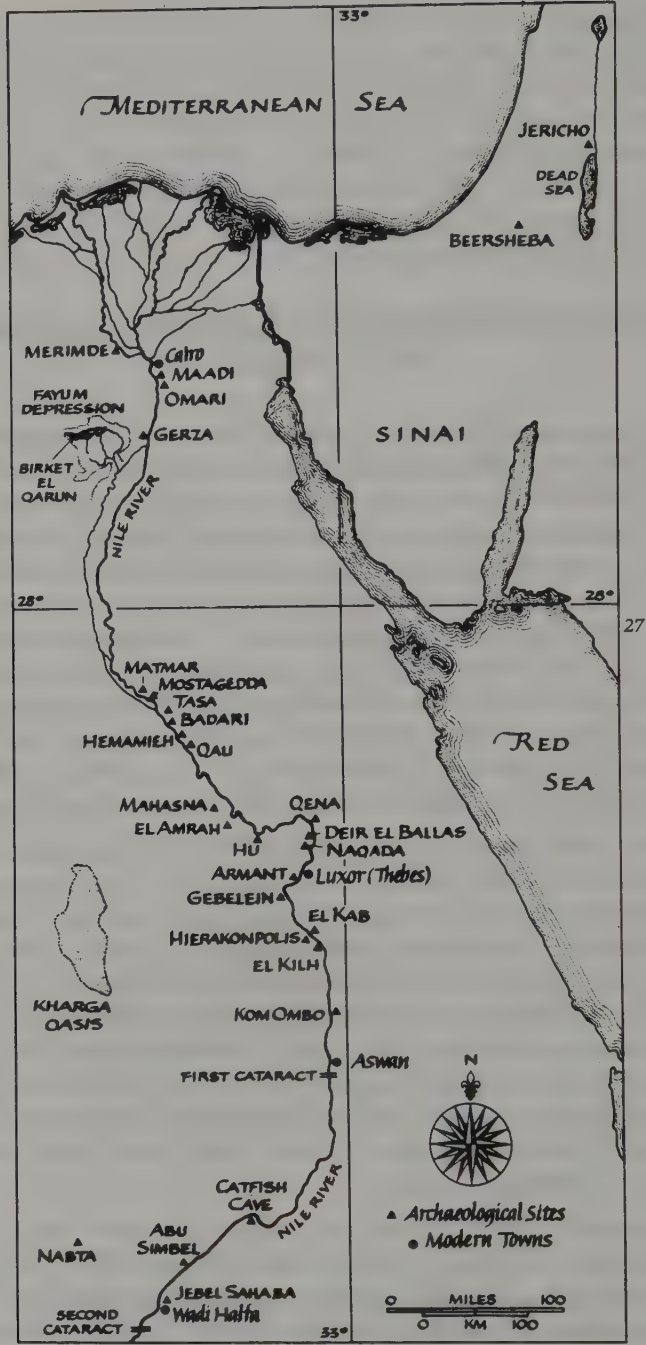 33°
MEDITERRANEAN SEA
JERICHO
DEAD
SEA
BEERSHEBA
MERIMDE
Cairo
MAADI
OMARI
FAYUM
DEPRESSION
GERZA
SINAI
BIRKET
EL
QARUN
NILE RIVER
28°
28°
27
MATMAR
MOSTAGEDDA
TASA
BADARI
HEMAMIEH
QAU
RED
SEA
MAHASNA
EL AMRAH
HU
QENA
DEIR EL BALLAS
NAQADA
ARMANT
Luxor (Thebes)
GEBELEIN
EL KAB
HIERAKONPOLIS
EL KILH
KHARGA
OASIS
KOM OMBO
Aswan
FIRST CATARACT
N
CATFISH
CAVE
NILE RIVER
ABU
SIMBEL
NABTA
JEBEL SAHABA
Wadi Halfa
SECOND
CATARACT
33°
Archaeological Sites
Modern Towns
0 MILES 100
0 KM 100